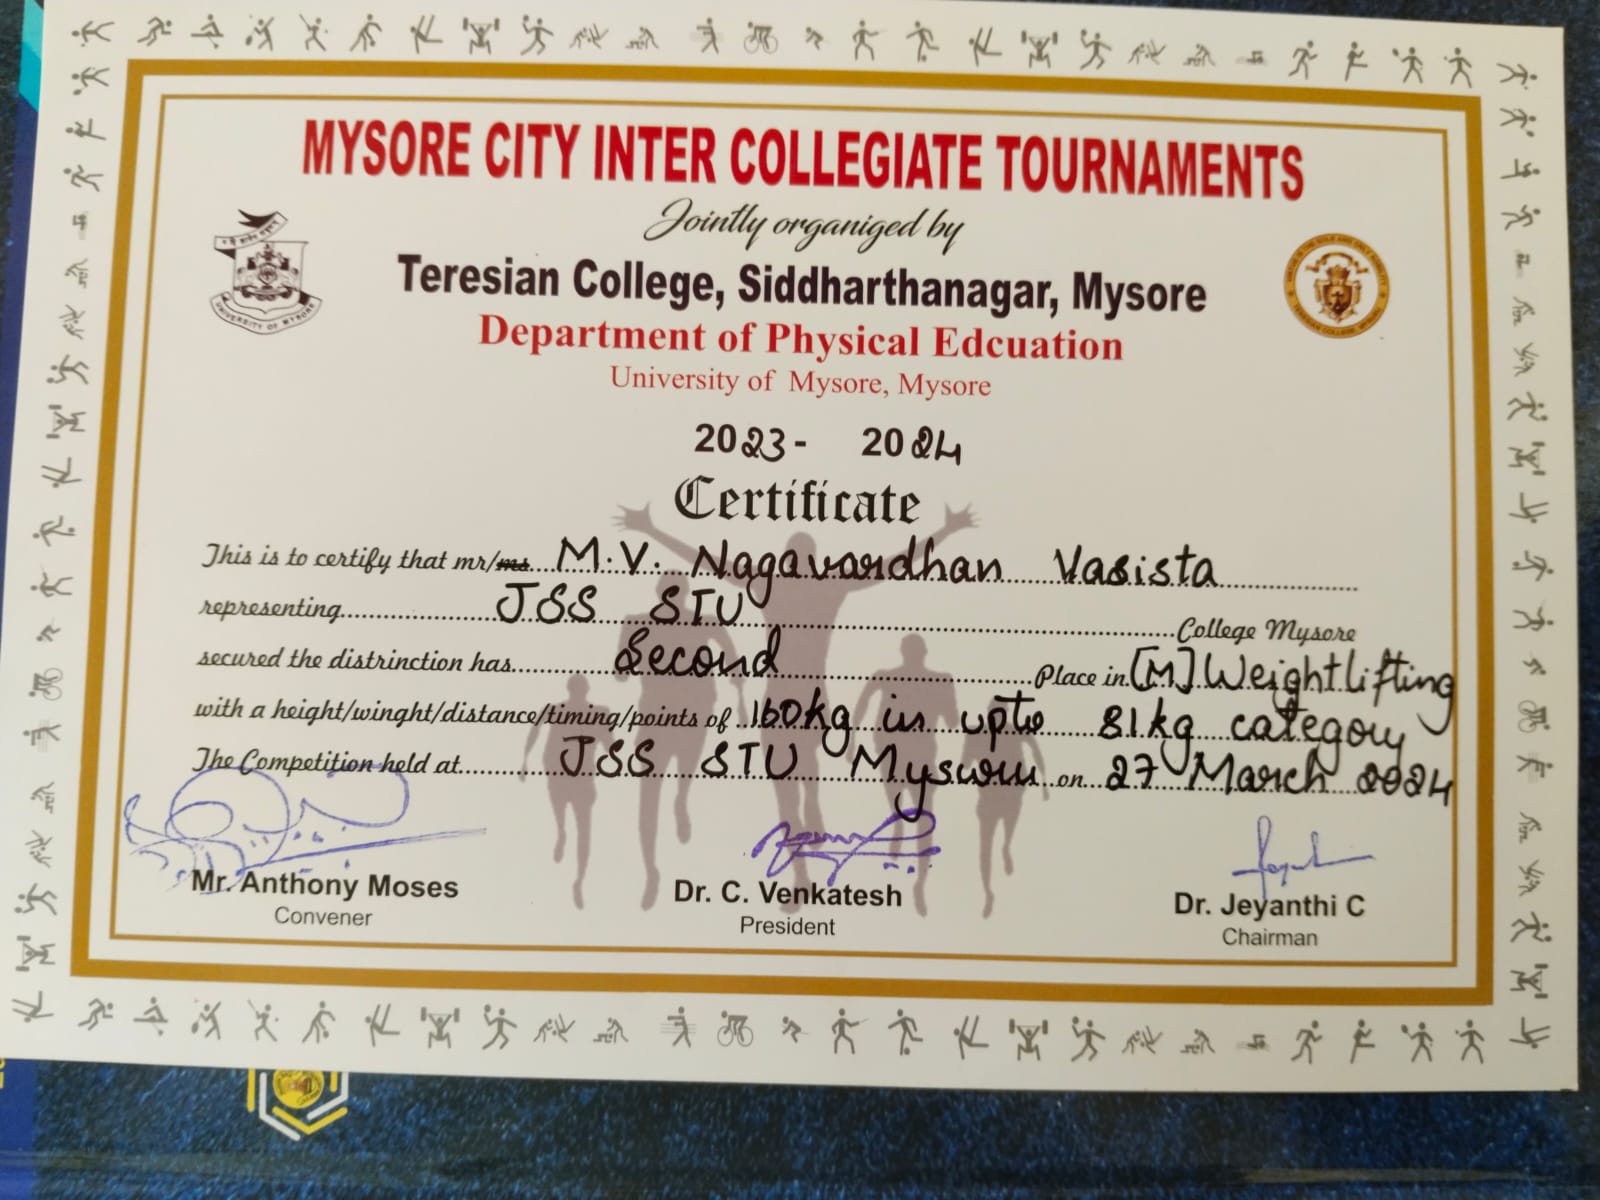 MYSORE CITY INTER COLLEGIATE TOURNAMENTS
Jointly organiged by
Teresian College, Siddharthanagar, Mysore
Department of Physical Edcuation
University of Mysore, Mysore
UNIVERSITY OF MYSORE
TERESIAN COLLEGE, MYSORE
2023 - 2024
Certificate
This is to certify that mr/ms M.V. Nagavardhan Vasista
representing JSS STU College Mysore
secured the distrinction has Second Place in [M] Weightlifting
with a height/winght/distance/timing/points of 160kg in upto 81kg category
The Competition held at JSS STU Mysuru on 27 March 2024
Mr. Anthony Moses
Convener
Dr. C. Venkatesh
President
Dr. Jeyanthi C
Chairman